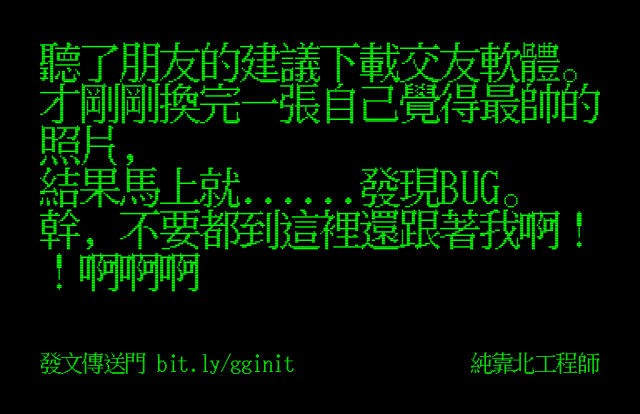 聽了朋友的建議下載交友軟體。
才剛剛換完一張自己覺得最帥的
照片,
結果馬上就......發現BUG。
幹, 不要都到這裡還跟著我啊!
!啊啊啊
發文傳送門 bit.ly/gginit
純靠北工程師